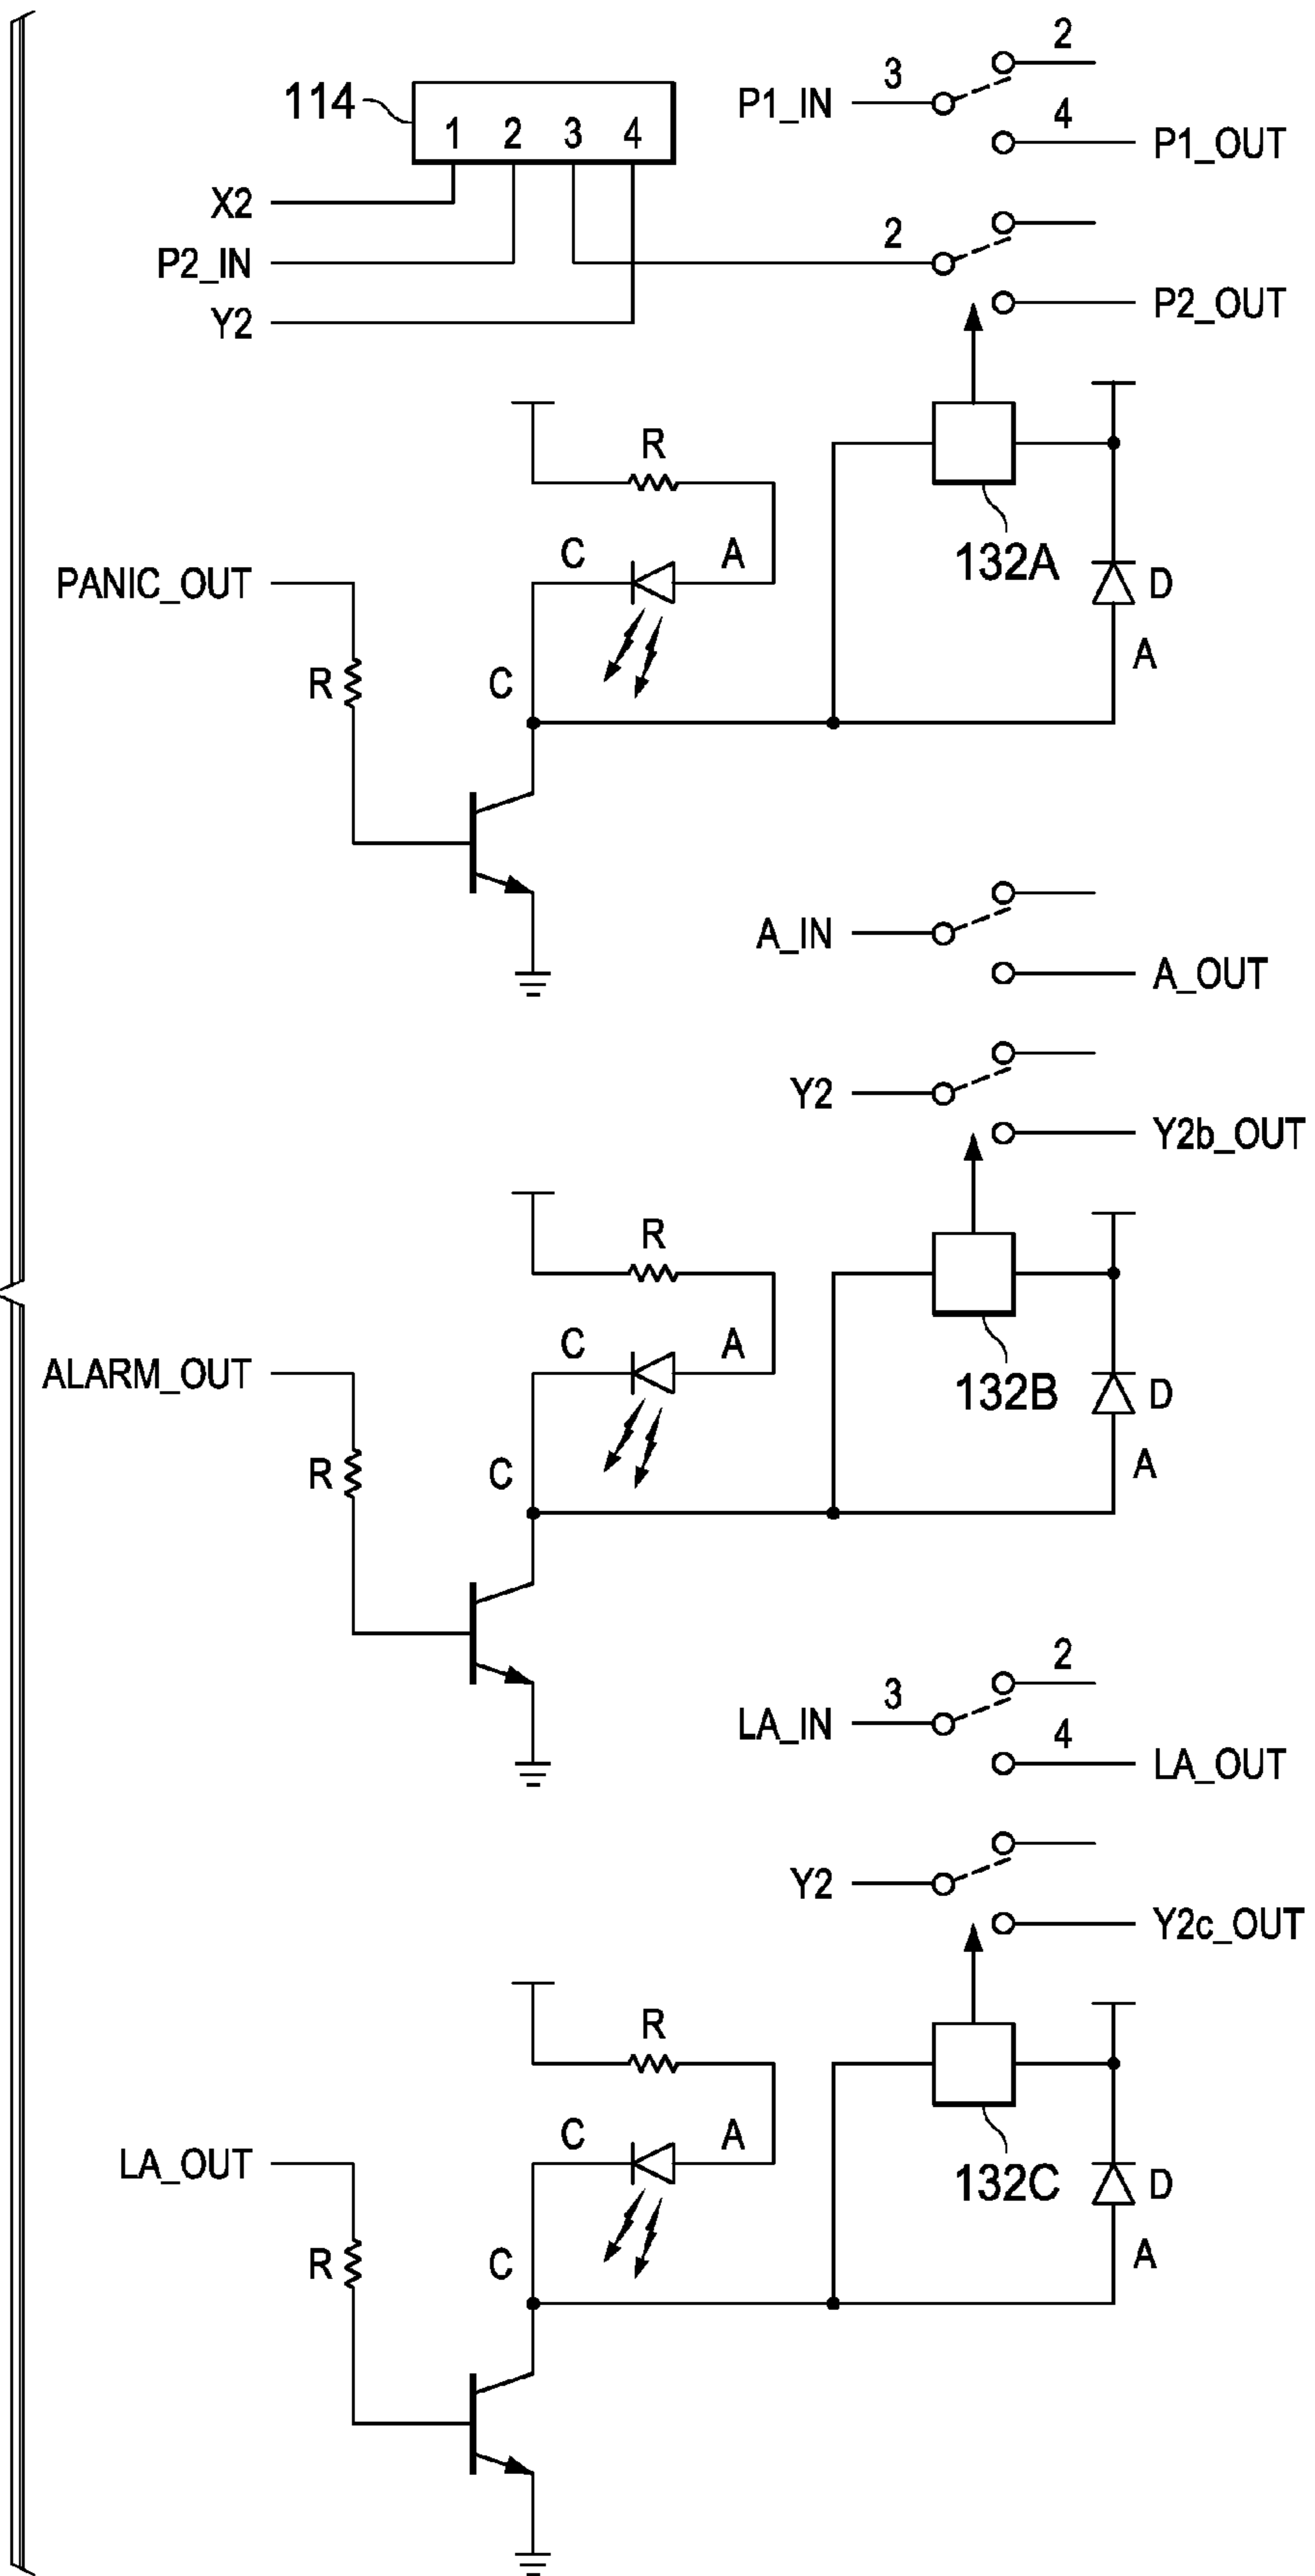 2
3
P1_IN
4
P1_OUT
114
1 2 3 4
X2
P2_IN
Y2
2
P2_OUT
R
C
A
132A
D
A
PANIC_OUT
R
C
A_IN
A_OUT
Y2
Y2b_OUT
R
C
A
132B
D
A
ALARM_OUT
R
C
2
3
LA_IN
4
LA_OUT
Y2
Y2c_OUT
R
C
A
132C
D
A
LA_OUT
R
C